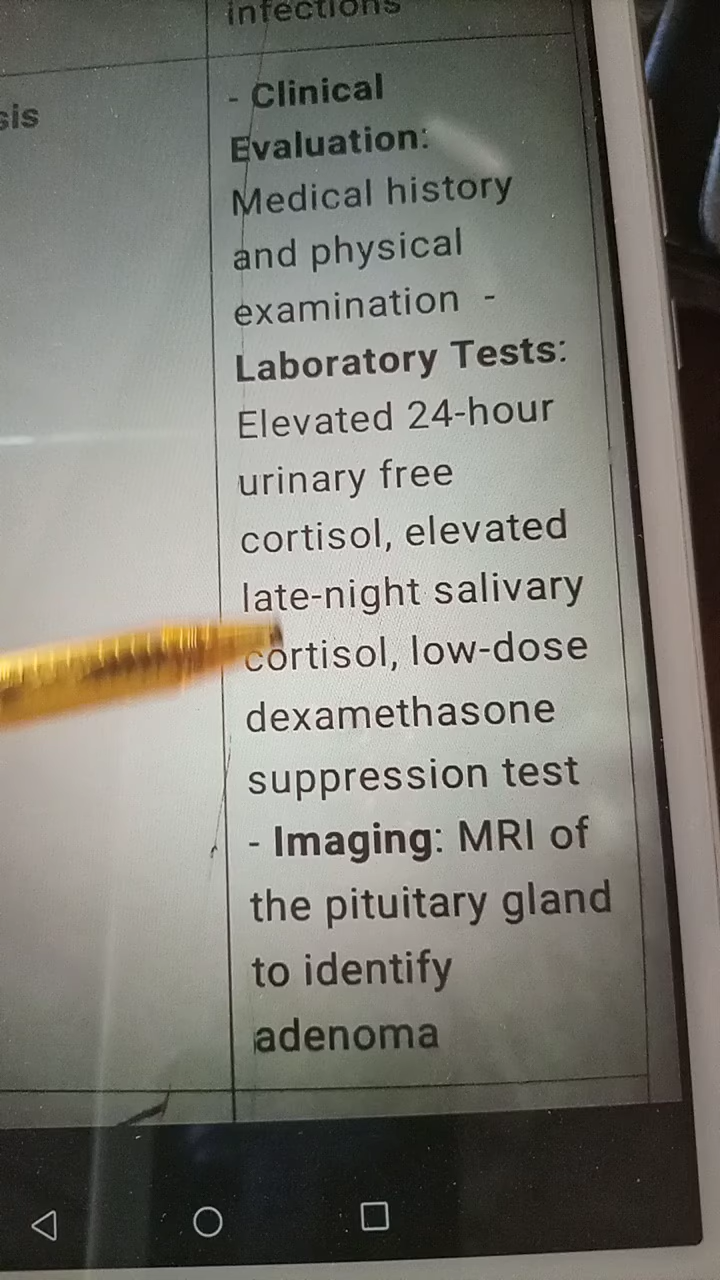 infections
sis
- Clinical
Evaluation:
Medical history
and physical
examination -
Laboratory Tests:
Elevated 24-hour
urinary free
cortisol, elevated
late-night salivary
cortisol, low-dose
dexamethasone
suppression test
- Imaging: MRI of
the pituitary gland
to identify
adenoma